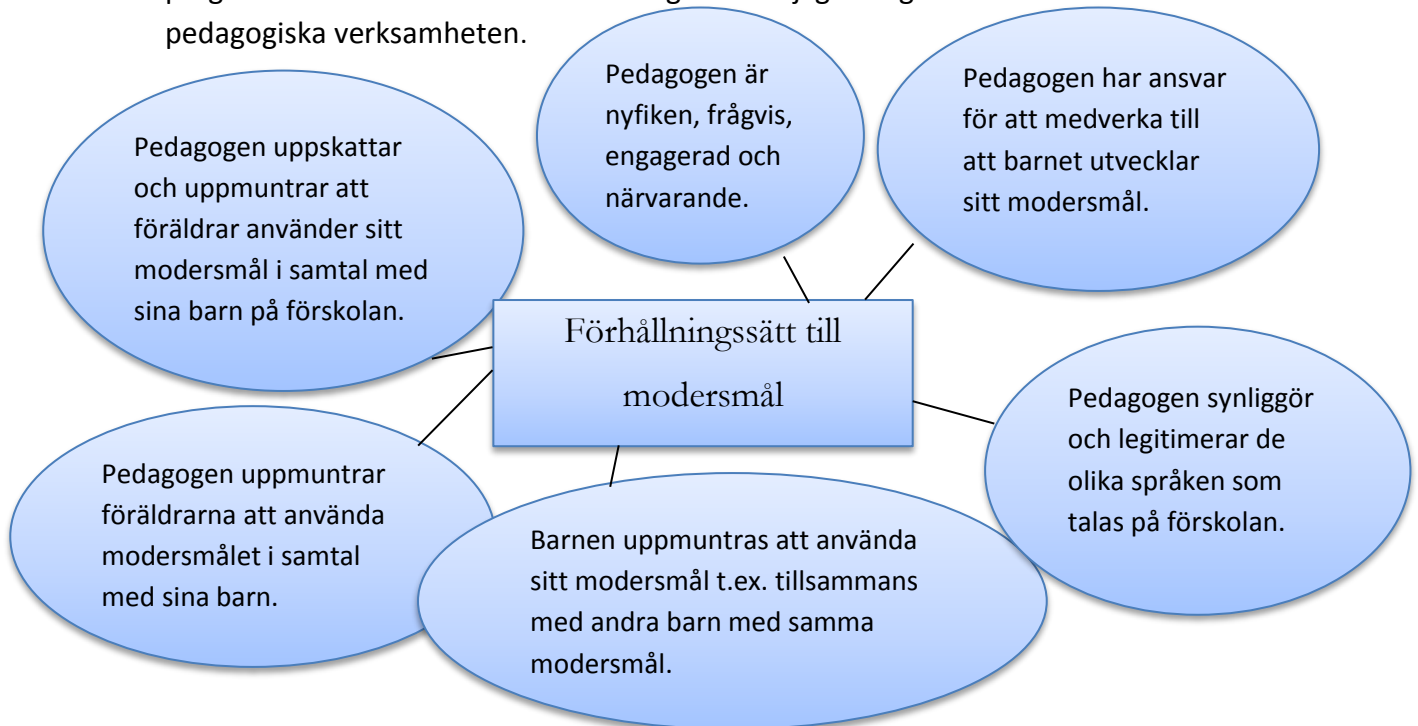 pedagogiska verksamheten.
Pedagogen uppskattar
och uppmuntrar att
föräldrar använder sitt
modersmål i samtal med
sina barn på förskolan.
Pedagogen är
nyfiken, frågvis,
engagerad och
närvarande.
Pedagogen har ansvar
för att medverka till
att barnet utvecklar
sitt modersmål.
Förhållningssätt till
modersmål
Pedagogen synliggör
och legitimerar de
olika språken som
talas på förskolan.
Pedagogen uppmuntrar
föräldrarna att använda
modersmålet i samtal
med sina barn.
Barnen uppmuntras att använda
sitt modersmål t.ex. tillsammans
med andra barn med samma
modersmål.